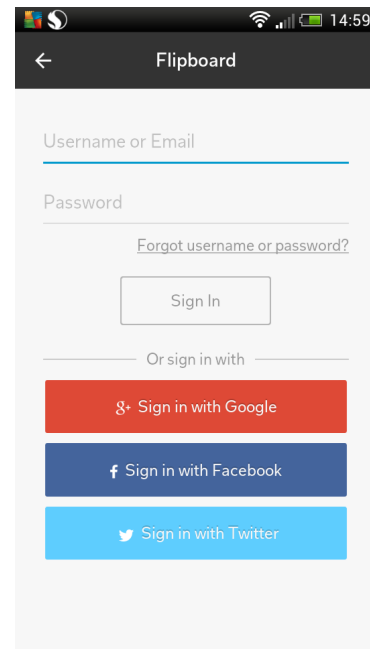 14:59
Flipboard
Username or Email
Password
Forgot username or password?
Sign In
Or sign in with
g+ Sign in with Google
f Sign in with Facebook
Sign in with Twitter